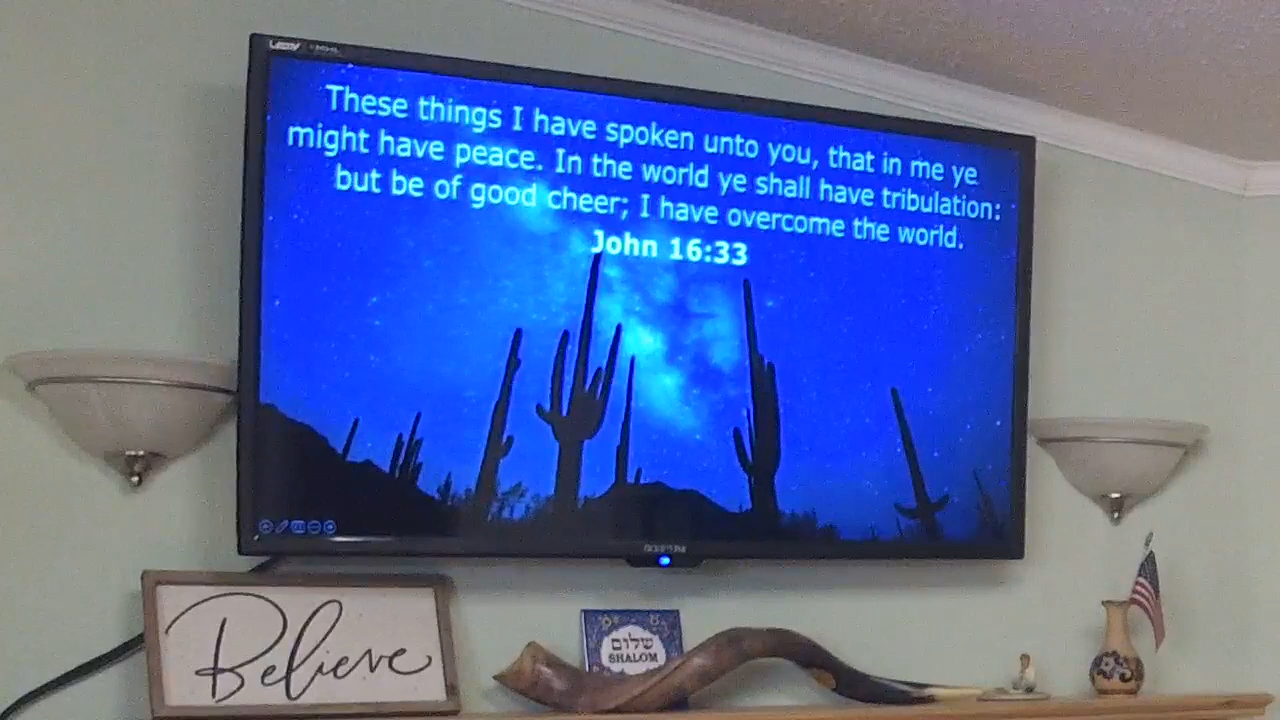 These things I have spoken unto you, that in me ye
might have peace. In the world ye shall have tribulation:
but be of good cheer; I have overcome the world.
John 16:33
Believe
שלום
SHALOM